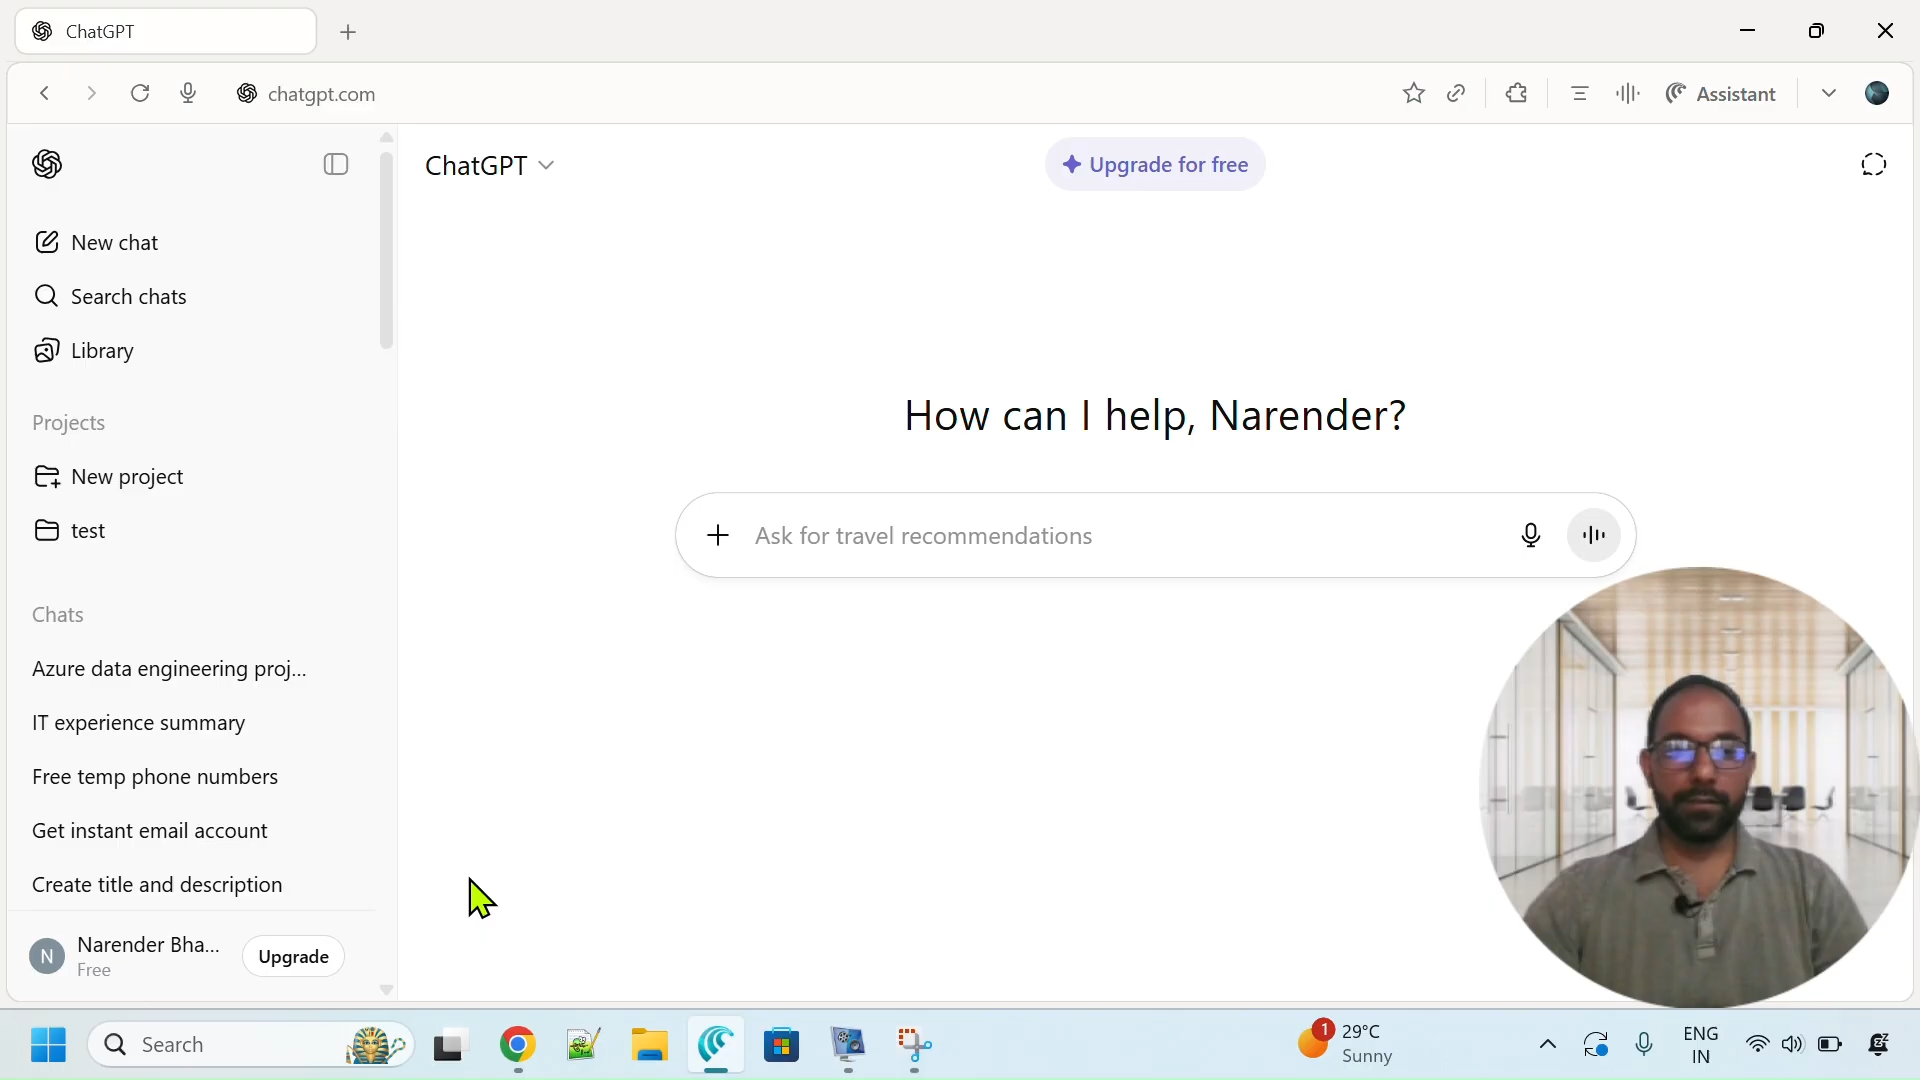 ChatGPT
chatgpt.com
Assistant
ChatGPT
Upgrade for free
New chat
Search chats
Library
Projects
New project
test
Chats
Azure data engineering proj...
IT experience summary
Free temp phone numbers
Get instant email account
Create title and description
N
Narender Bha...
Free
Upgrade
How can I help, Narender?
Ask for travel recommendations
Search
1
29°C
Sunny
ENG
IN